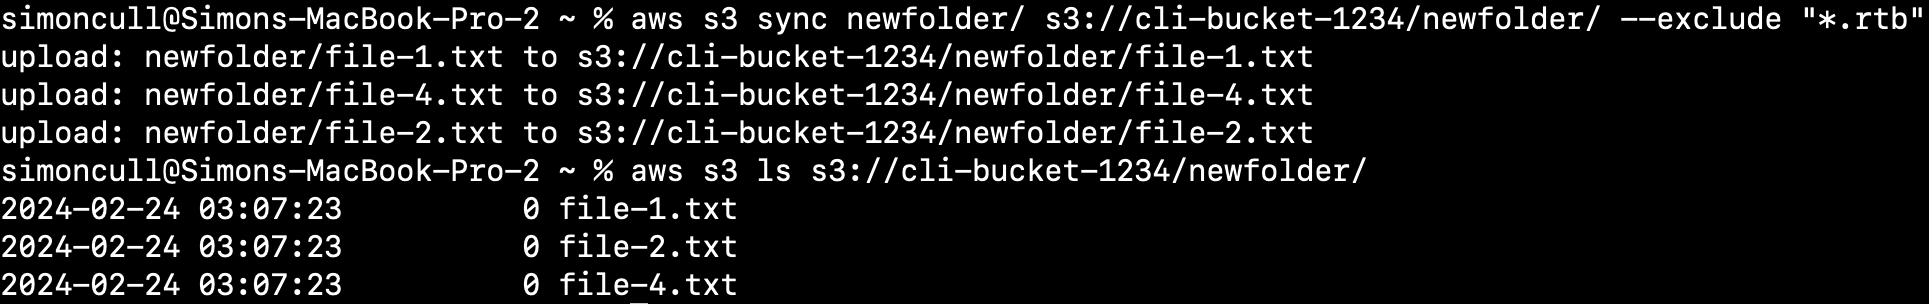 simoncull@Simons-MacBook-Pro-2 ~ % aws s3 sync newfolder/ s3://cli-bucket-1234/newfolder/ --exclude "*.rtb"
upload: newfolder/file-1.txt to s3://cli-bucket-1234/newfolder/file-1.txt
upload: newfolder/file-4.txt to s3://cli-bucket-1234/newfolder/file-4.txt
upload: newfolder/file-2.txt to s3://cli-bucket-1234/newfolder/file-2.txt
simoncull@Simons-MacBook-Pro-2 ~ % aws s3 ls s3://cli-bucket-1234/newfolder/
2024-02-24 03:07:23          0 file-1.txt
2024-02-24 03:07:23          0 file-2.txt
2024-02-24 03:07:23          0 file-4.txt